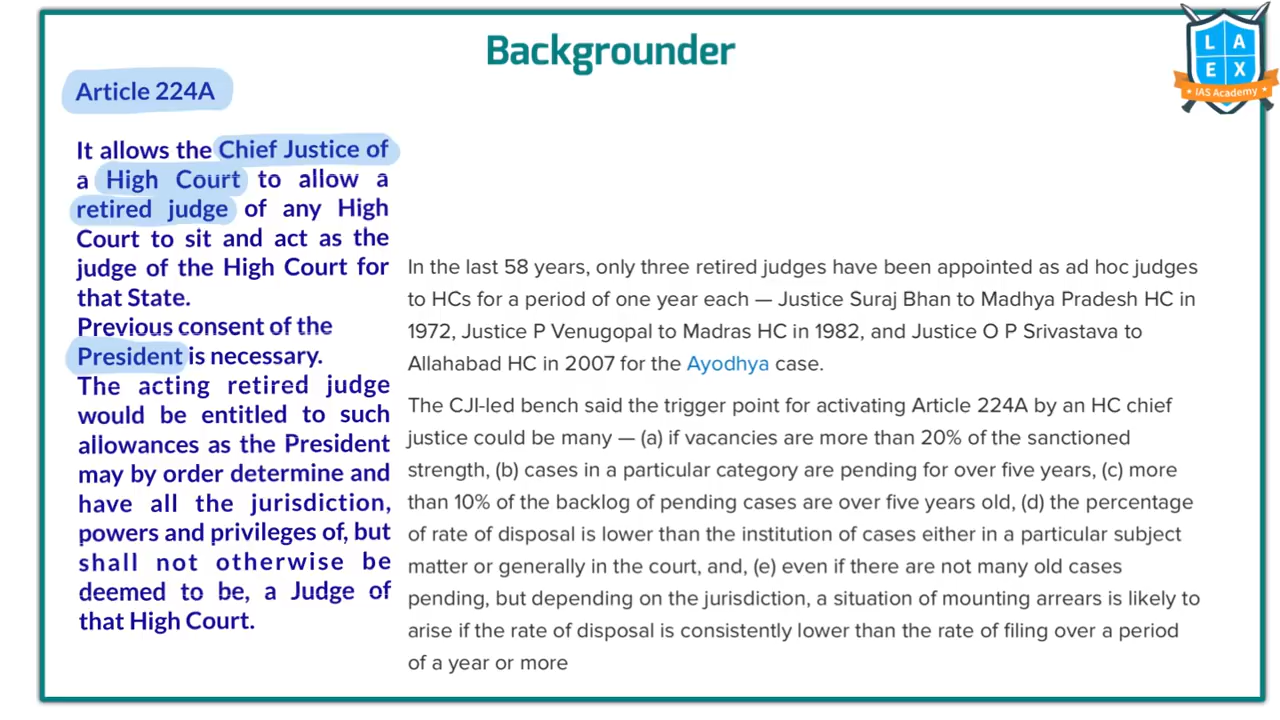 Backgrounder
L A
E X
IAS Academy
Article 224A
It allows the Chief Justice of
a High Court to allow a
retired judge of any High
Court to sit and act as the
judge of the High Court for
that State.
Previous consent of the
President is necessary.
The acting retired judge
would be entitled to such
allowances as the President
may by order determine and
have all the jurisdiction,
powers and privileges of, but
shall not otherwise be
deemed to be, a Judge of
that High Court.
In the last 58 years, only three retired judges have been appointed as ad hoc judges
to HCs for a period of one year each — Justice Suraj Bhan to Madhya Pradesh HC in
1972, Justice P Venugopal to Madras HC in 1982, and Justice O P Srivastava to
Allahabad HC in 2007 for the Ayodhya case.
The CJI-led bench said the trigger point for activating Article 224A by an HC chief
justice could be many — (a) if vacancies are more than 20% of the sanctioned
strength, (b) cases in a particular category are pending for over five years, (c) more
than 10% of the backlog of pending cases are over five years old, (d) the percentage
of rate of disposal is lower than the institution of cases either in a particular subject
matter or generally in the court, and, (e) even if there are not many old cases
pending, but depending on the jurisdiction, a situation of mounting arrears is likely to
arise if the rate of disposal is consistently lower than the rate of filing over a period
of a year or more